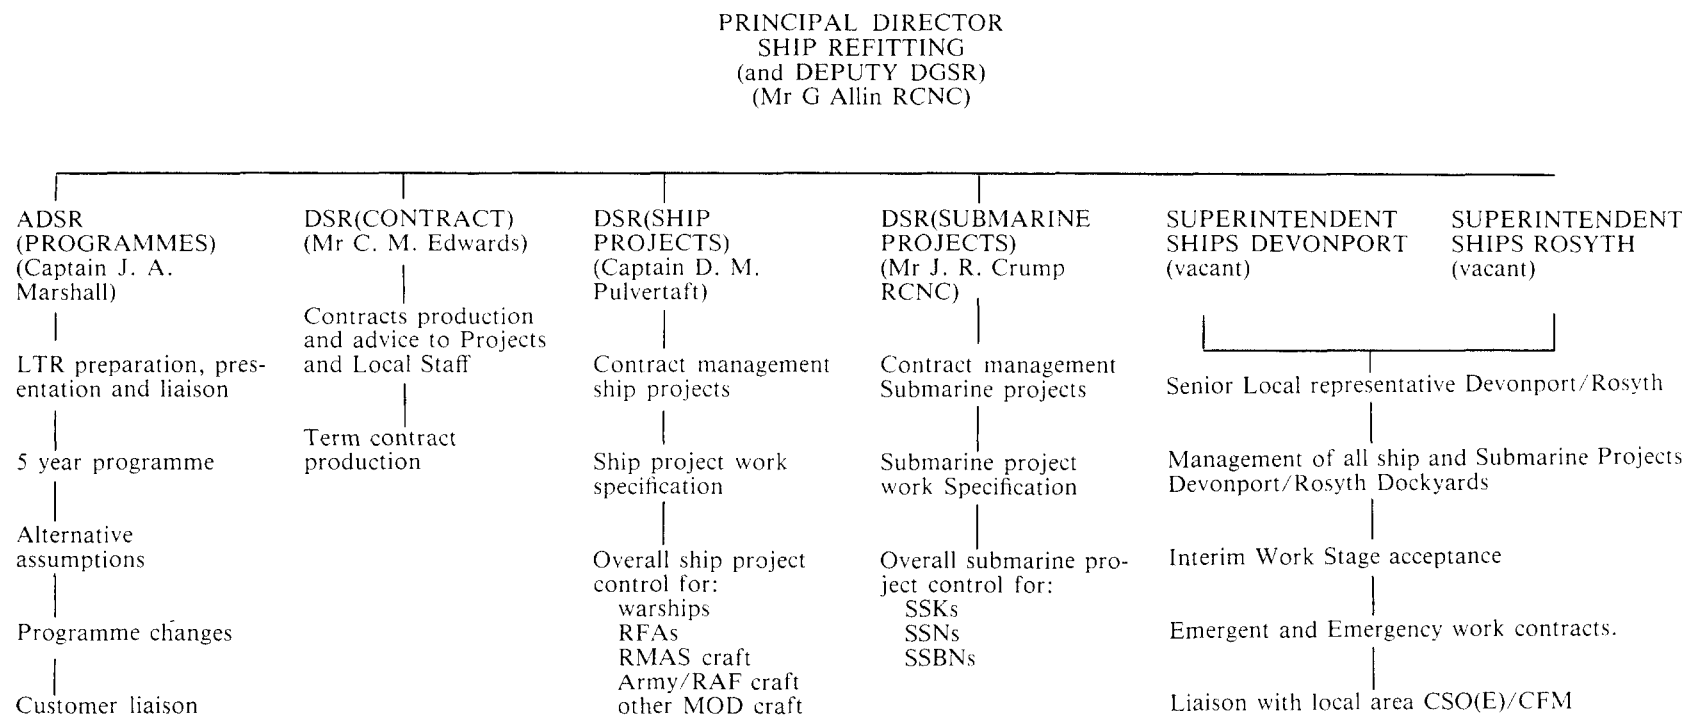 PRINCIPAL DIRECTOR
SHIP REFITTING
(and DEPUTY DGSR)
(Mr G Allin RCNC)
ADSR
(PROGRAMMES)
(Captain J. A.
Marshall)
LTR preparation, pres-
entation and liaison
5 year programme
Alternative
assumptions
Programme changes
Customer liaison
DSR(CONTRACT)
(Mr C. M. Edwards)
Contracts production
and advice to Projects
and Local Staff
Term contract
production
DSR(SHIP
PROJECTS)
(Captain D. M.
Pulvertaft)
Contract management
ship projects
Ship project work
specification
Overall ship project
control for:
warships
RFAs
RMAS craft
Army/RAF craft
other MOD craft
DSR(SUBMARINE
PROJECTS)
(Mr J. R. Crump
RCNC)
Contract management
Submarine projects
Submarine project
work Specification
Overall submarine pro-
ject control for:
SSKs
SSNs
SSBNs
SUPERINTENDENT
SHIPS DEVONPORT
(vacant)
SUPERINTENDENT
SHIPS ROSYTH
(vacant)
Senior Local representative Devonport/Rosyth
Management of all ship and Submarine Projects
Devonport/Rosyth Dockyards
Interim Work Stage acceptance
Emergent and Emergency work contracts.
Liaison with local area CSO(E)/CFM